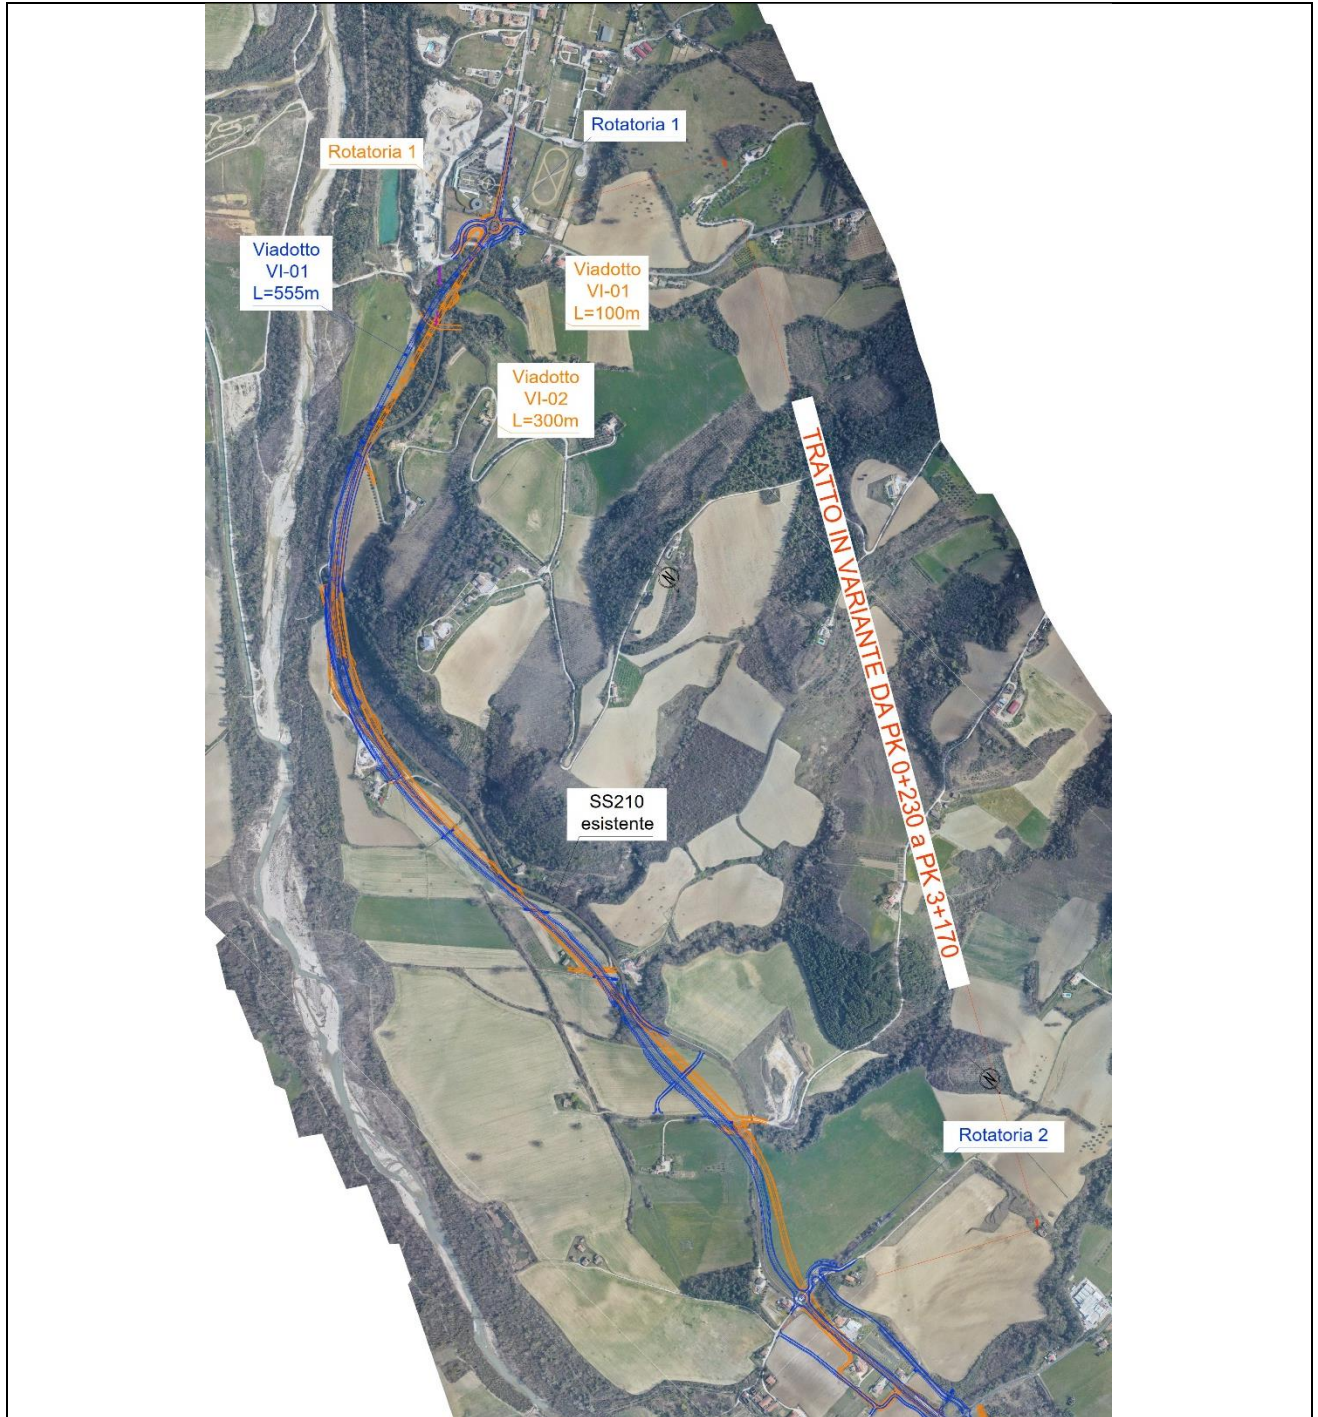 Rotatoria 1
Rotatoria 1
Viadotto
VI-01
L=555m
Viadotto
VI-01
L=100m
Viadotto
VI-02
L=300m
TRATTO IN VARIANTE DA PK 0+230 a PK 3+170
N
SS210
esistente
N
Rotatoria 2